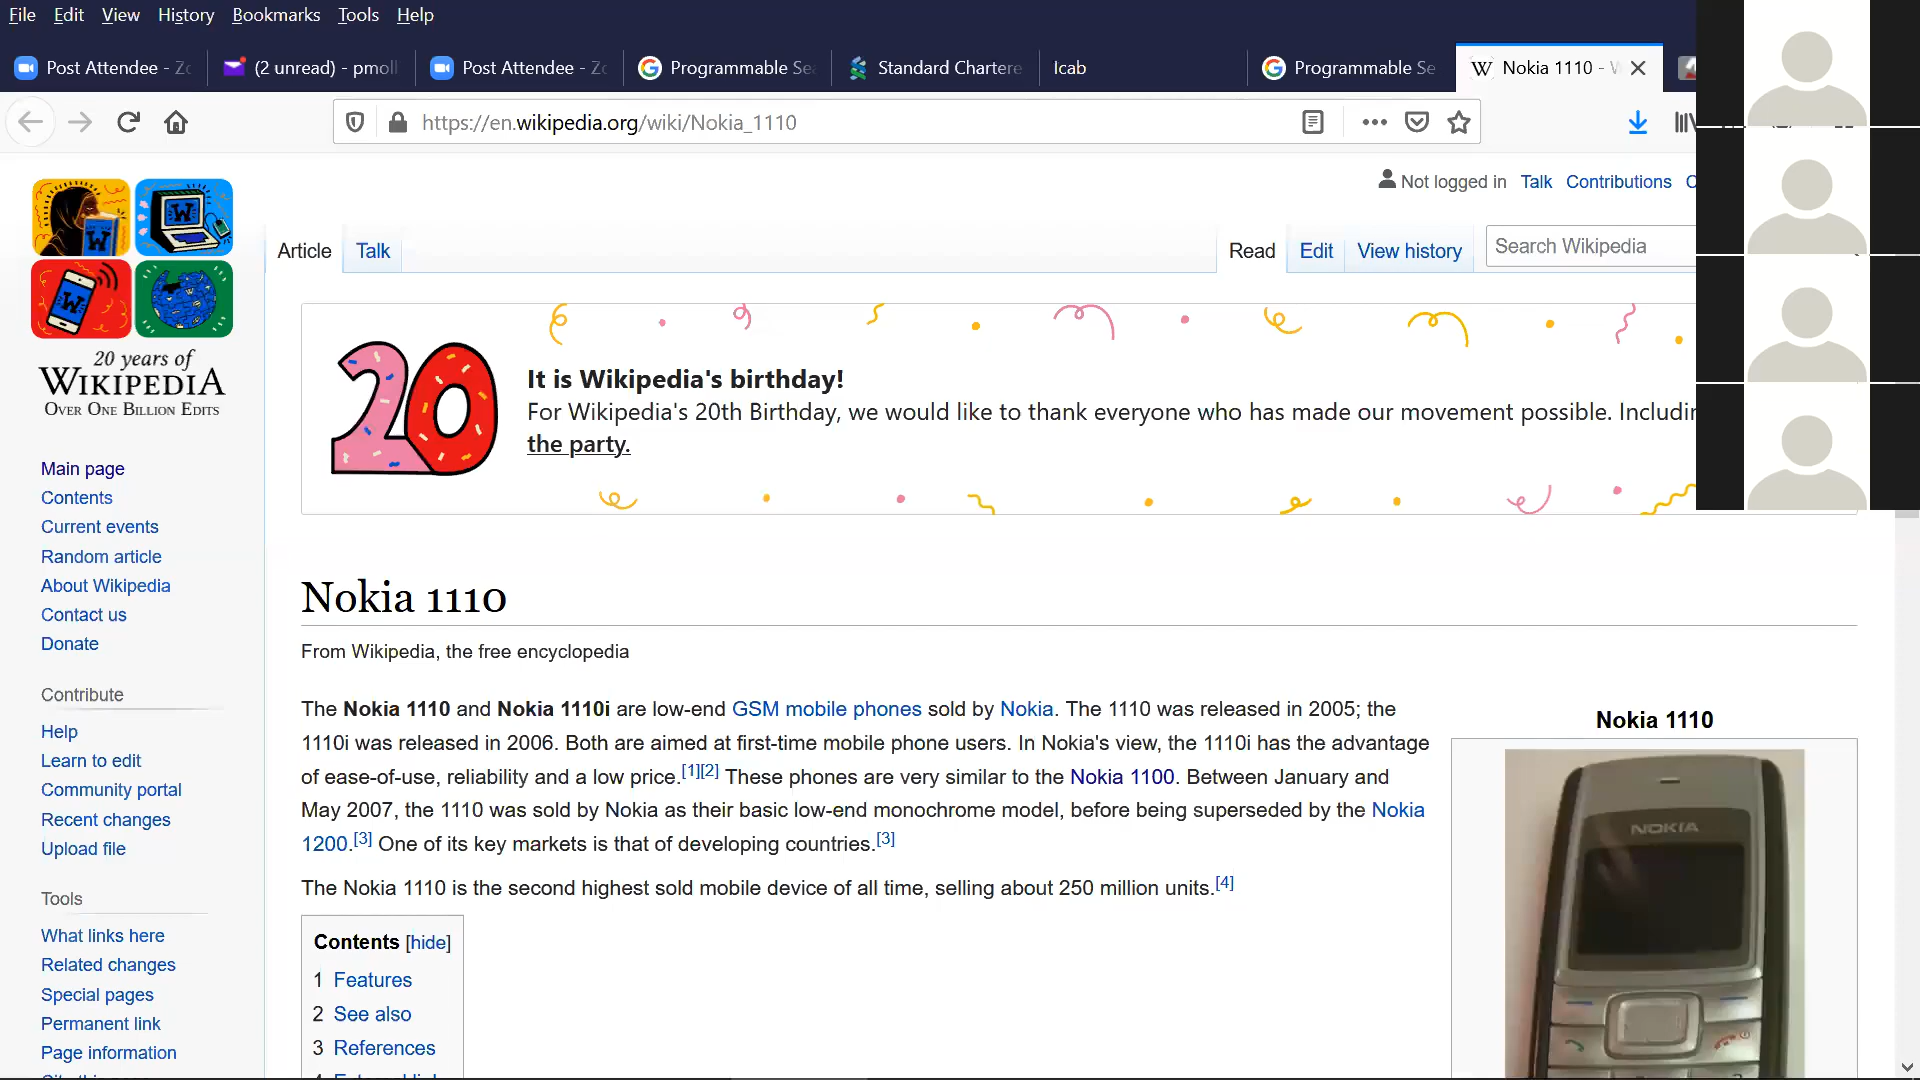 File Edit View History Bookmarks Tools Help
Post Attendee - Zo
(2 unread) - pmoll
Post Attendee - Zo
Programmable Sea
Standard Chartere
Icab
Programmable Se
Nokia 1110 - W
https://en.wikipedia.org/wiki/Nokia_1110
Not logged in Talk Contributions C
Article Talk
Read Edit View history
Search Wikipedia
20 years of
WIKIPEDIA
OVER ONE BILLION EDITS
Main page
Contents
Current events
Random article
About Wikipedia
Contact us
Donate
Contribute
Help
Learn to edit
Community portal
Recent changes
Upload file
Tools
What links here
Related changes
Special pages
Permanent link
Page information
20
It is Wikipedia's birthday!
For Wikipedia's 20th Birthday, we would like to thank everyone who has made our movement possible. Includin
the party.
Nokia 1110
From Wikipedia, the free encyclopedia
The Nokia 1110 and Nokia 1110i are low-end GSM mobile phones sold by Nokia. The 1110 was released in 2005; the
1110i was released in 2006. Both are aimed at first-time mobile phone users. In Nokia's view, the 1110i has the advantage
of ease-of-use, reliability and a low price.[1][2] These phones are very similar to the Nokia 1100. Between January and
May 2007, the 1110 was sold by Nokia as their basic low-end monochrome model, before being superseded by the Nokia
1200.[3] One of its key markets is that of developing countries.[3]
The Nokia 1110 is the second highest sold mobile device of all time, selling about 250 million units.[4]
Contents [hide]
1 Features
2 See also
3 References
Nokia 1110
NOKIA